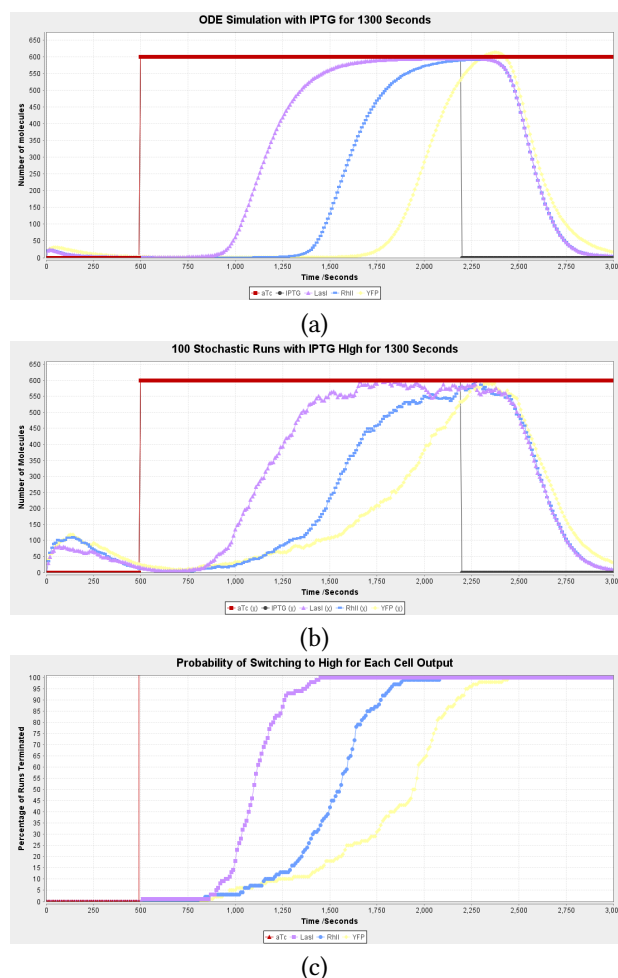 ODE Simulation with IPTG for 1300 Seconds
Number of molecules
650
600
550
500
450
400
350
300
250
200
150
100
50
0
0 250 500 750 1,000 1,250 1,500 1,750 2,000 2,250 2,500 2,750 3,000
Time /Seconds
aTc IPTG LasI RhlI YFP
(a)
100 Stochastic Runs with IPTG HIgh for 1300 Seconds
Number of Molecules
650
600
550
500
450
400
350
300
250
200
150
100
50
0
0 250 500 750 1,000 1,250 1,500 1,750 2,000 2,250 2,500 2,750 3,000
Time /Seconds
aTc (χ) IPTG (χ) LasI (χ) RhlI (χ) YFP (χ)
(b)
Probability of Switching to High for Each Cell Output
Percentage of Runs Terminated
100
95
90
85
80
75
70
65
60
55
50
45
40
35
30
25
20
15
10
5
0
0 250 500 750 1,000 1,250 1,500 1,750 2,000 2,250 2,500 2,750 3,000
Time /Seconds
aTc LasI RhlI YFP
(c)